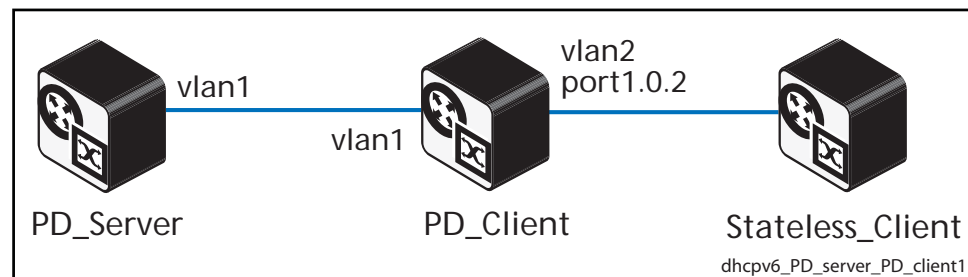 vlan1
vlan1
vlan2
port1.0.2
PD_Server
PD_Client
Stateless_Client
dhcpv6_PD_server_PD_client1